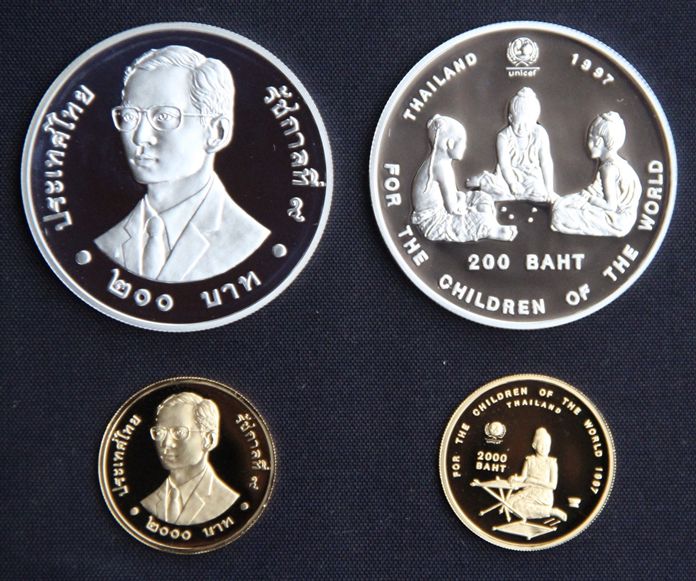 ประเทศไทย
รัชกาลที่ ๙
๒๐๐ บาท
THAILAND
unicef
1997
200 BAHT
FOR THE CHILDREN OF THE WORLD
ประเทศไทย
รัชกาลที่ ๙
๒๐๐๐ บาท
FOR THE CHILDREN OF THE WORLD 1997
THAILAND
2000
BAHT